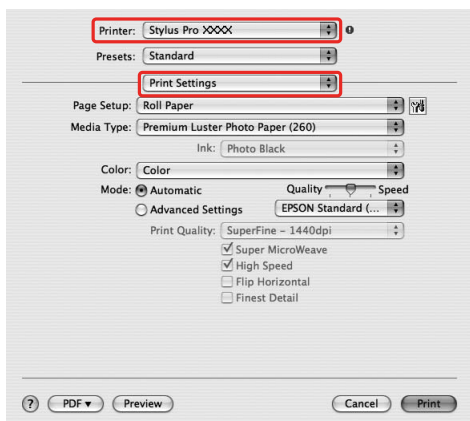 Printer: Stylus Pro XXXX
Presets: Standard
Print Settings
Page Setup: Roll Paper
Media Type: Premium Luster Photo Paper (260)
Ink: Photo Black
Color: Color
Mode: Automatic Quality Speed
Advanced Settings EPSON Standard (...
Print Quality: SuperFine - 1440dpi
Super MicroWeave
High Speed
Flip Horizontal
Finest Detail
? PDF Preview Cancel Print